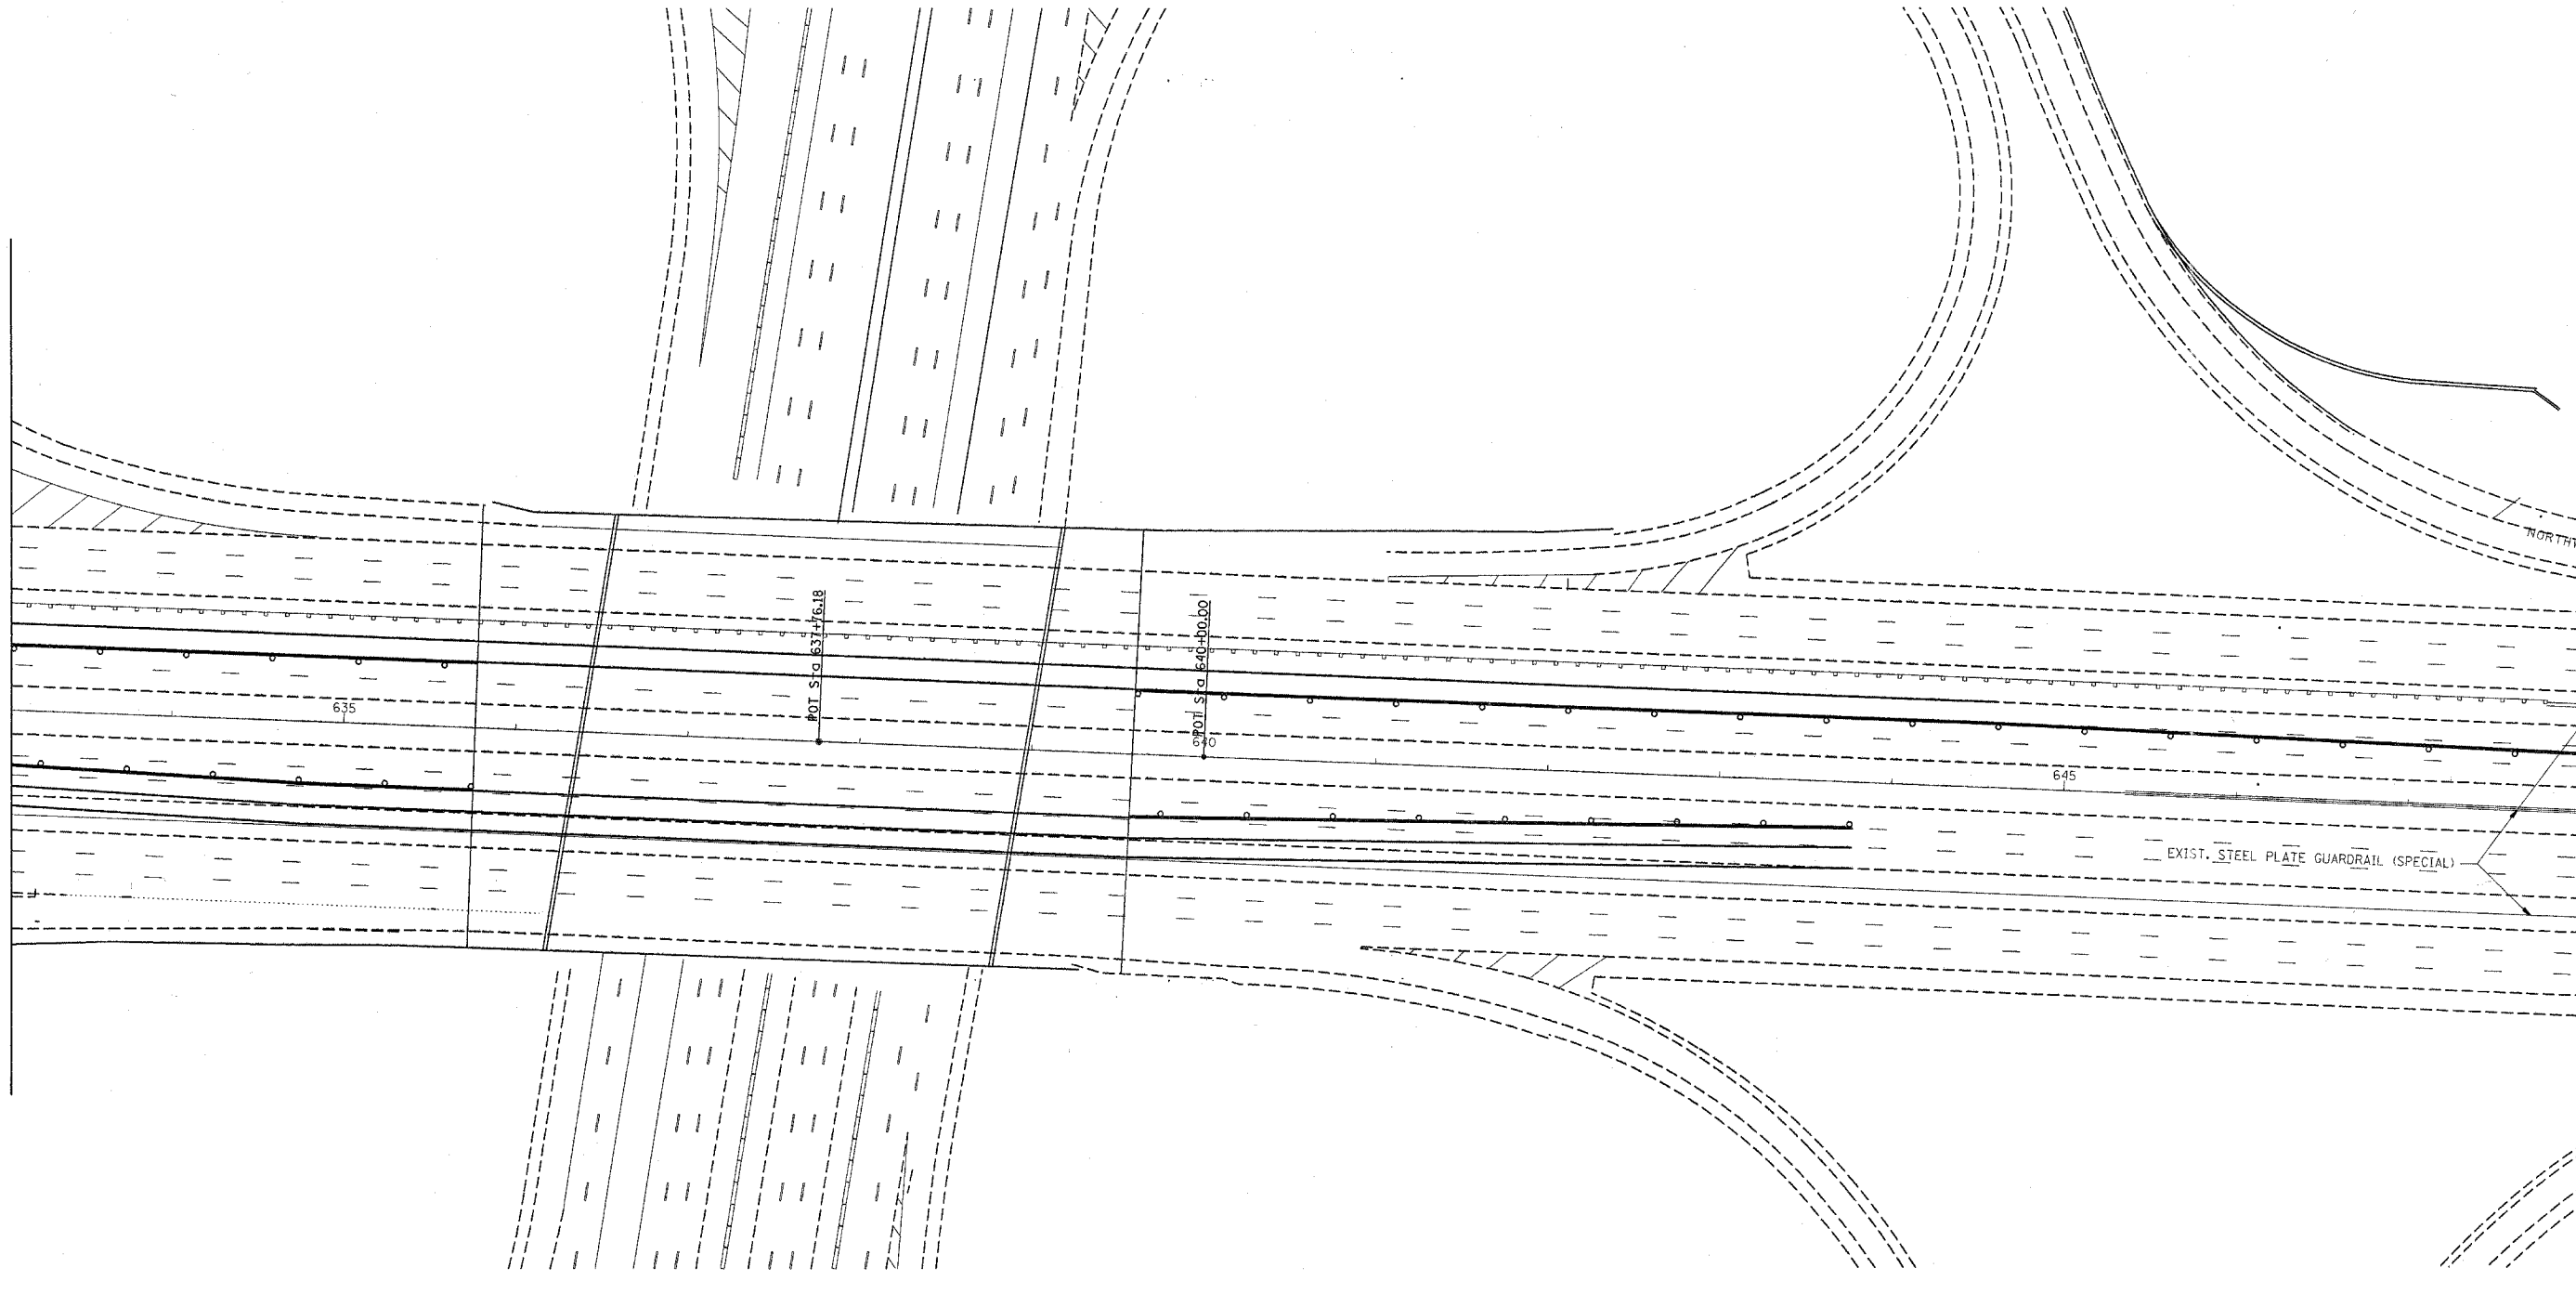 POT Sta 637+76.18
POT Sta 640+00.00
635
640
645
EXIST. STEEL PLATE GUARDRAIL (SPECIAL)